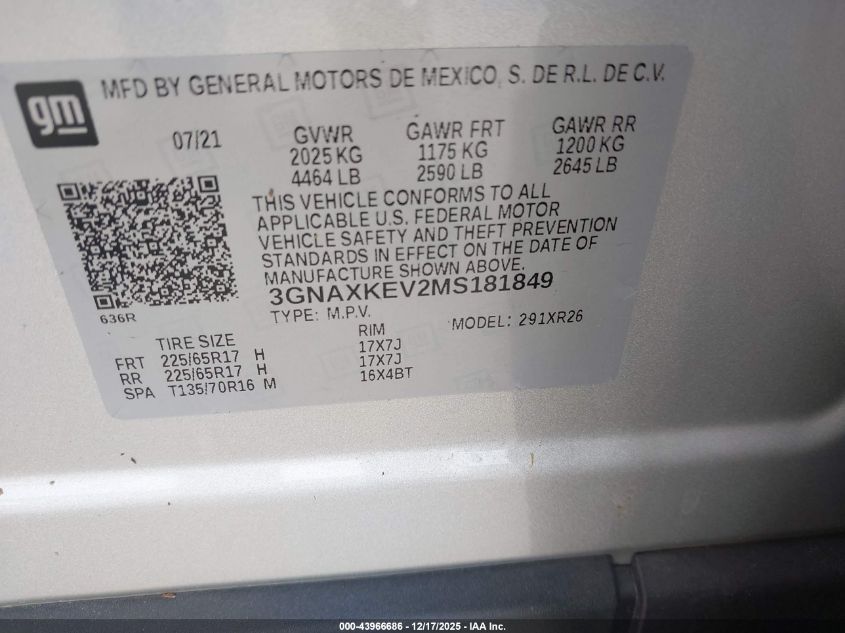 gm
MFD BY GENERAL MOTORS DE MEXICO, S. DE R.L. DE C.V.
07/21 GVWR GAWR FRT GAWR RR
2025 KG 1175 KG 1200 KG
4464 LB 2590 LB 2645 LB
THIS VEHICLE CONFORMS TO ALL
APPLICABLE U.S. FEDERAL MOTOR
VEHICLE SAFETY AND THEFT PREVENTION
STANDARDS IN EFFECT ON THE DATE OF
MANUFACTURE SHOWN ABOVE.
3GNAXKEV2MS181849
636R
TYPE: M.P.V. MODEL: 291XR26
TIRE SIZE RIM
FRT 225/65R17 H 17X7J
RR 225/65R17 H 17X7J
SPA T135/70R16 M 16X4BT
000-43966686 - 12/17/2025 - IAA Inc.